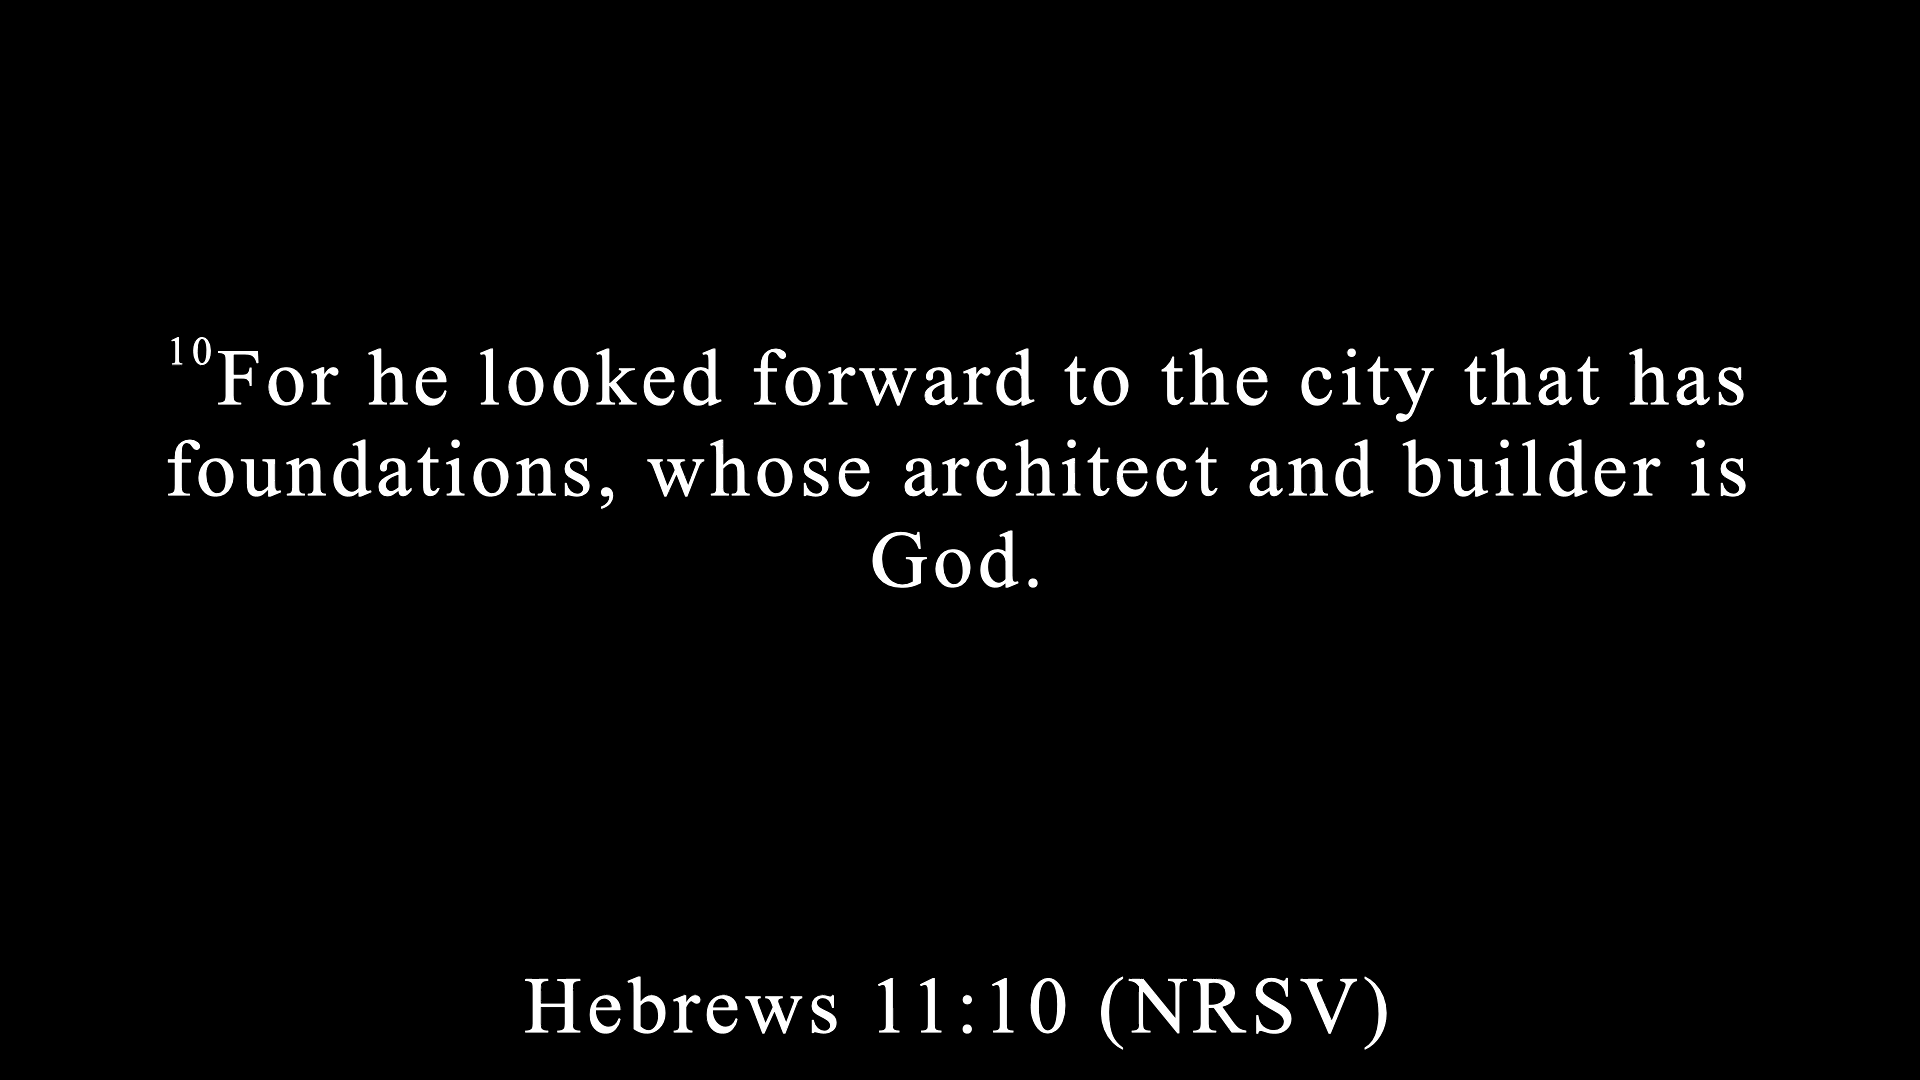 ¹⁰For he looked forward to the city that has
foundations, whose architect and builder is
God.
Hebrews 11:10 (NRSV)